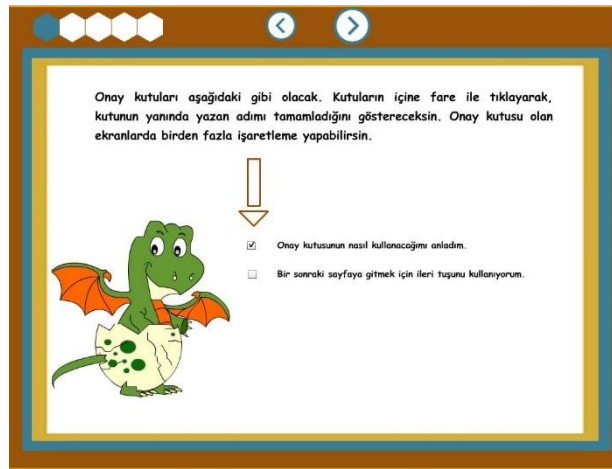 Onay kutuları aşağıdaki gibi olacak. Kutuların içine fare ile tıklayarak,
kutunun yanında yazan adımı tamamladığını göstereceksin. Onay kutusu olan
ekranlarda birden fazla işaretleme yapabilirsin.
Onay kutusunun nasıl kullanacağımı anladım.
Bir sonraki sayfaya gitmek için ileri tuşunu kullanıyorum.